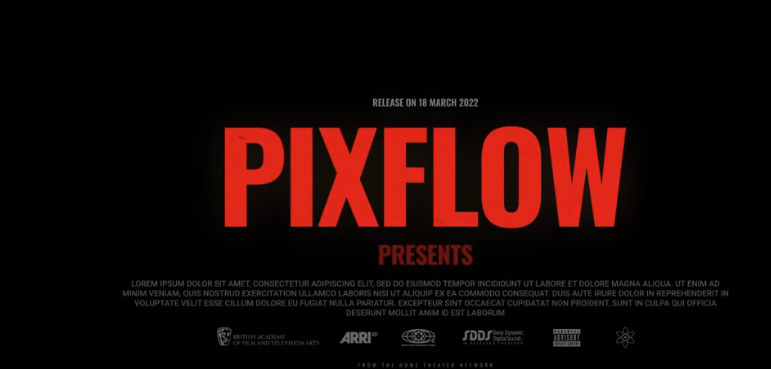 RELEASE ON 18 MARCH 2022
PIXFLOW
PRESENTS
LOREM IPSUM DOLOR SIT AMET, CONSECTETUR ADIPISCING ELIT, SED DO EIUSMOD TEMPOR INCIDIDUNT UT LABORE ET DOLORE MAGNA ALIQUA. UT ENIM AD
MINIM VENIAM, QUIS NOSTRUD EXERCITATION ULLAMCO LABORIS NISI UT ALIQUIP EX EA COMMODO CONSEQUAT. DUIS AUTE IRURE DOLOR IN REPREHENDERIT IN
VOLUPTATE VELIT ESSE CILLUM DOLORE EU FUGIAT NULLA PARIATUR. EXCEPTEUR SINT OCCAECAT CUPIDATAT NON PROIDENT, SUNT IN CULPA QUI OFFICIA
DESERUNT MOLLIT ANIM ID EST LABORUM
BRITISH ACADEMY
OF FILM AND TELEVISION ARTS
ARRI
SDDS Sony Dynamic
Digital Sound
IN SELECTED THEATRES
PARENTAL
ADVISORY
EXPLICIT CONTENT
FROM THE HOME THEATER NETWORK